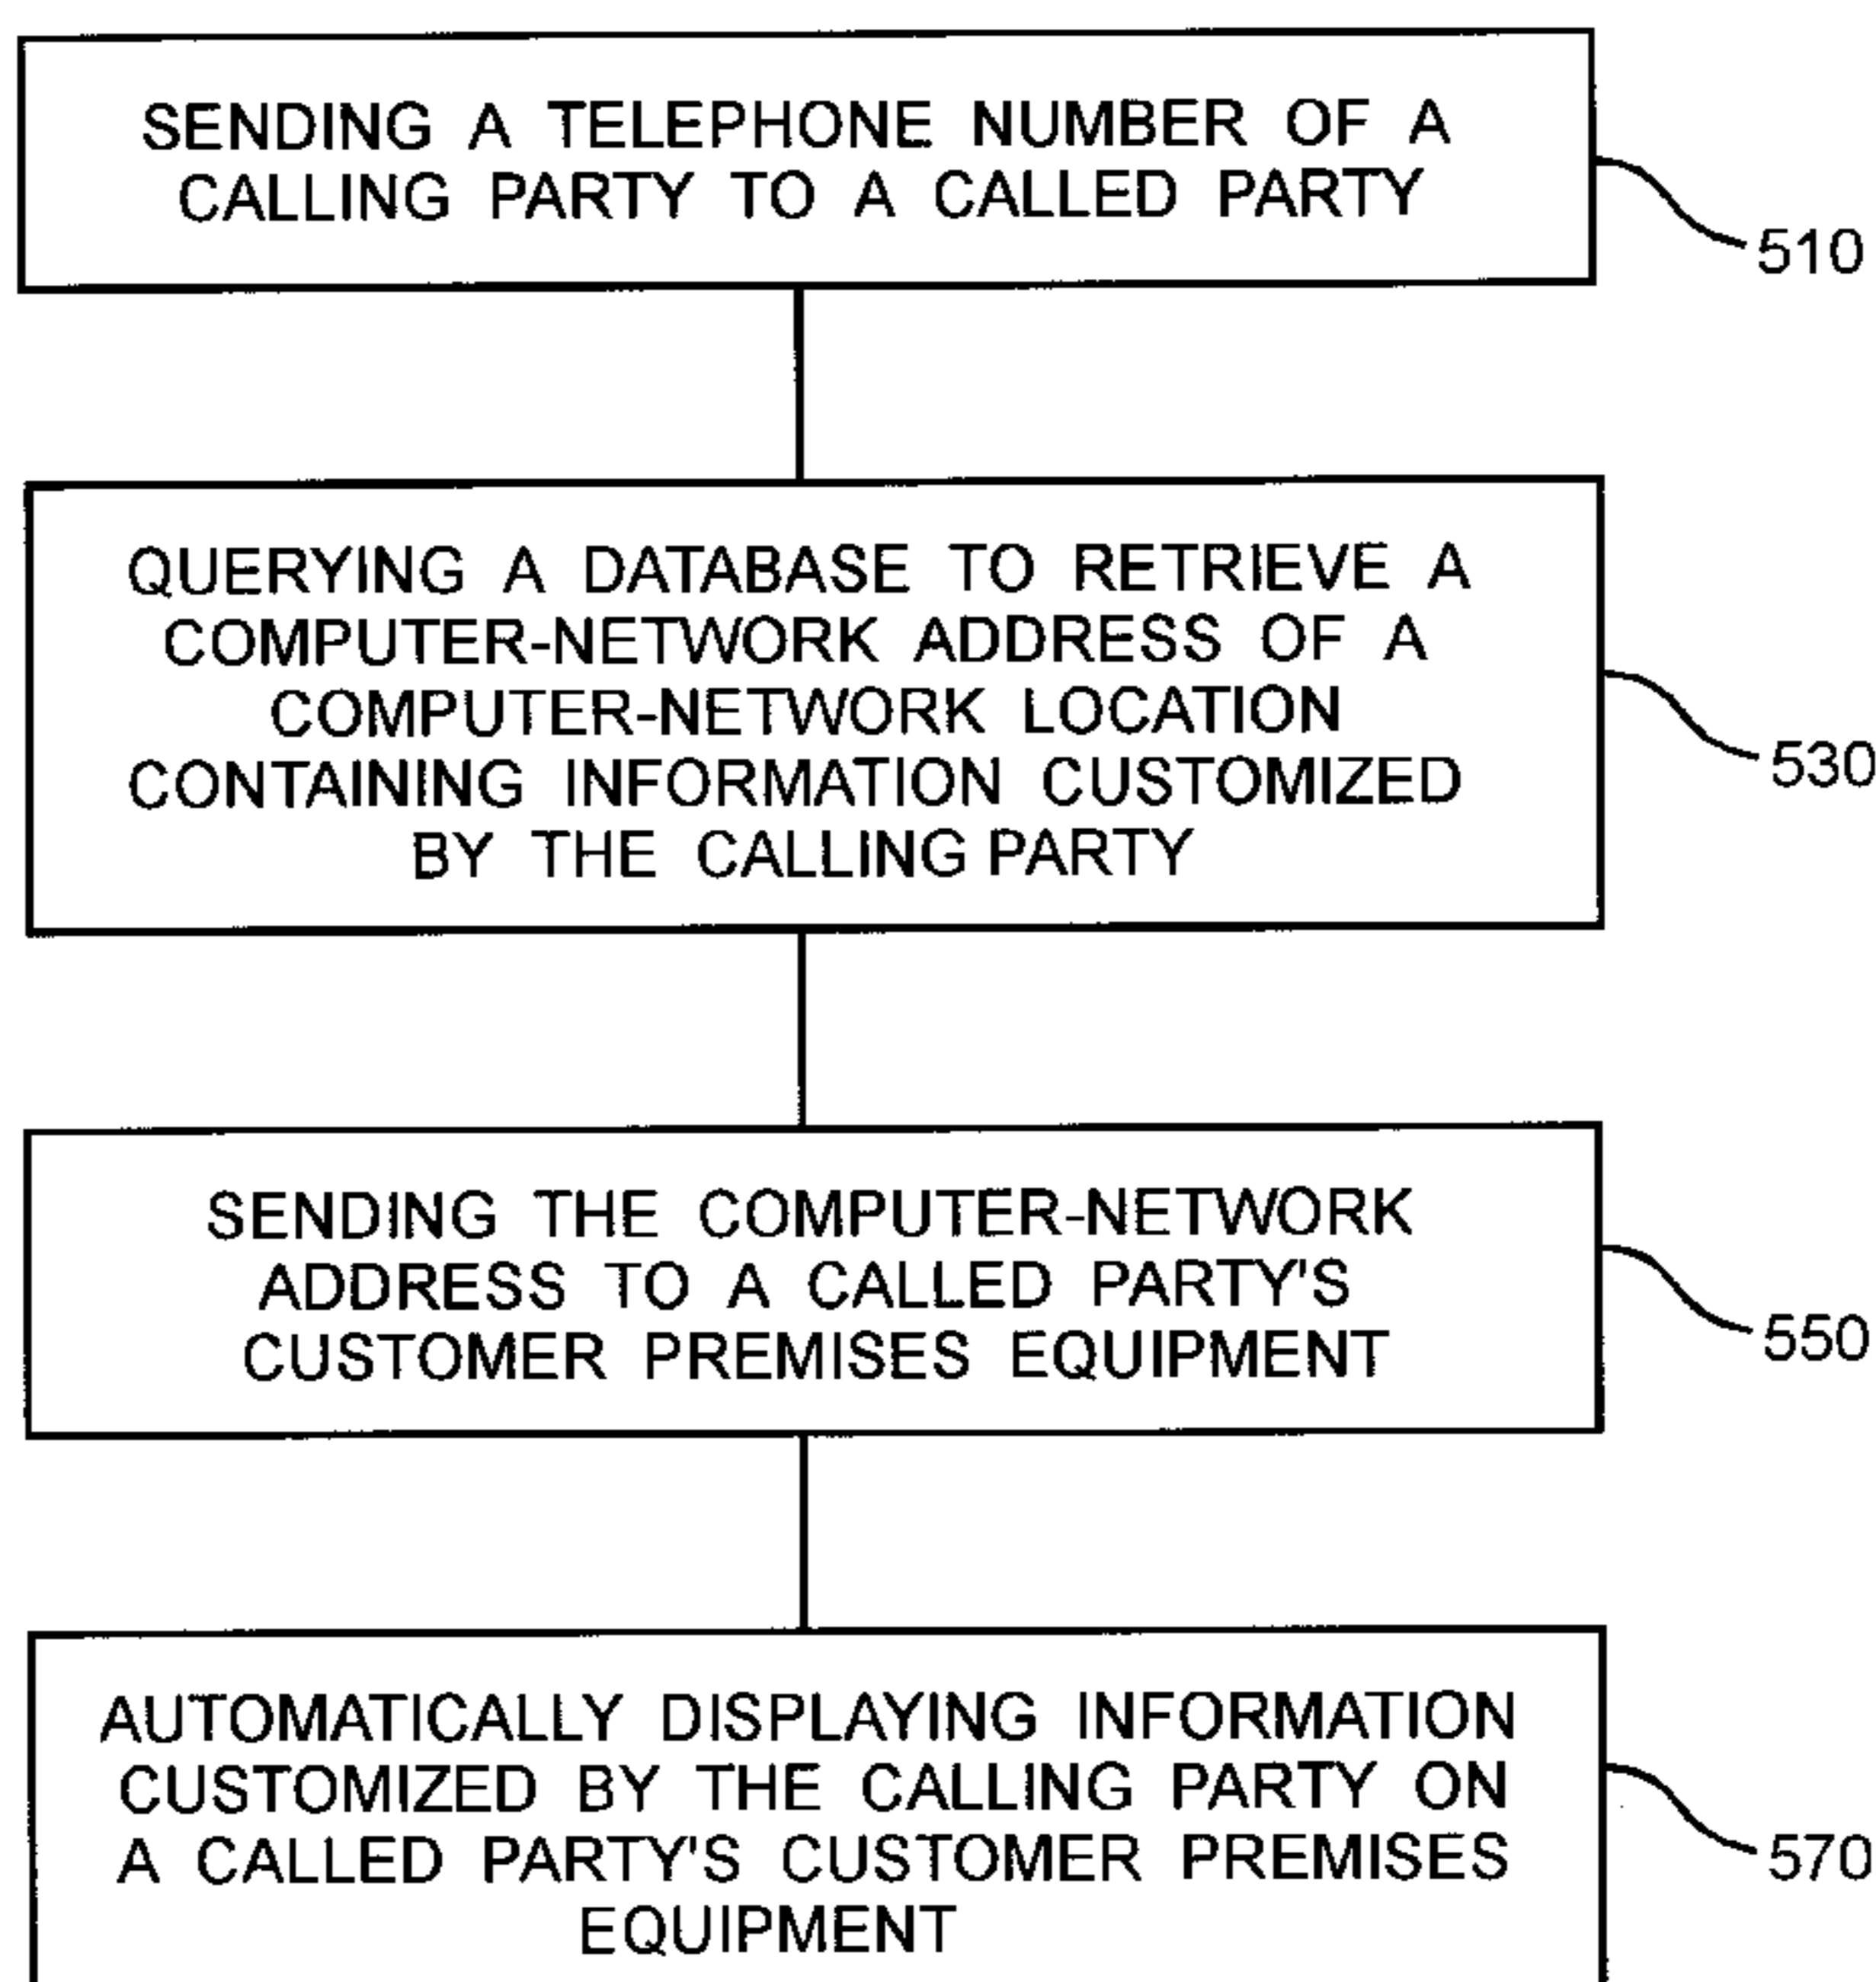 SENDING A TELEPHONE NUMBER OF A
CALLING PARTY TO A CALLED PARTY
510
QUERYING A DATABASE TO RETRIEVE A
COMPUTER-NETWORK ADDRESS OF A
COMPUTER-NETWORK LOCATION
CONTAINING INFORMATION CUSTOMIZED
BY THE CALLING PARTY
530
SENDING THE COMPUTER-NETWORK
ADDRESS TO A CALLED PARTY'S
CUSTOMER PREMISES EQUIPMENT
550
AUTOMATICALLY DISPLAYING INFORMATION
CUSTOMIZED BY THE CALLING PARTY ON
A CALLED PARTY'S CUSTOMER PREMISES
EQUIPMENT
570